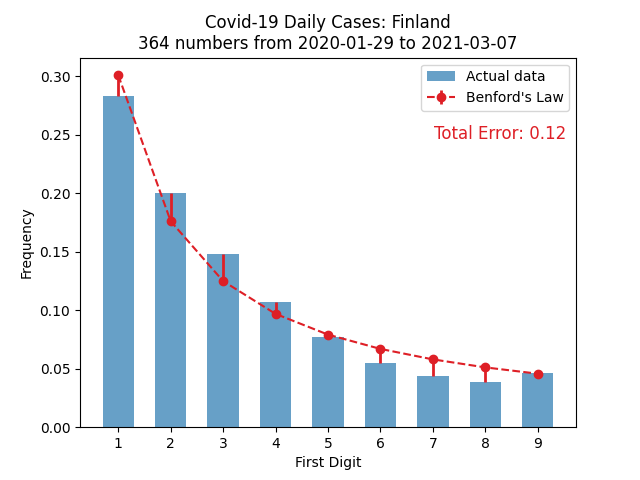 Covid-19 Daily Cases: Finland
364 numbers from 2020-01-29 to 2021-03-07
Actual data
Benford's Law
Total Error: 0.12
Frequency
0.30
0.25
0.20
0.15
0.10
0.05
0.00
1 2 3 4 5 6 7 8 9
First Digit